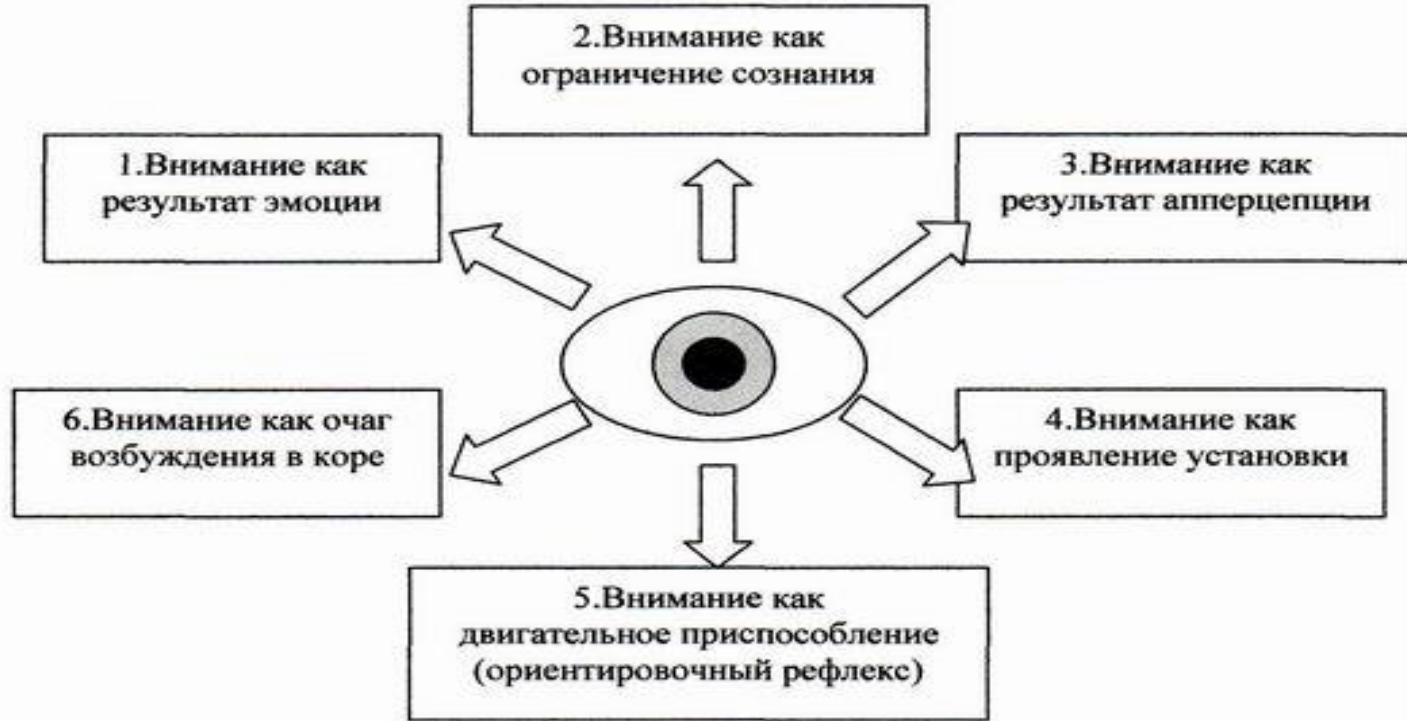 1.Внимание как
результат эмоции
2.Внимание как
ограничение сознания
3.Внимание как
результат апперцепции
4.Внимание как
проявление установки
5.Внимание как
двигательное приспособление
(ориентировочный рефлекс)
6.Внимание как очаг
возбуждения в коре